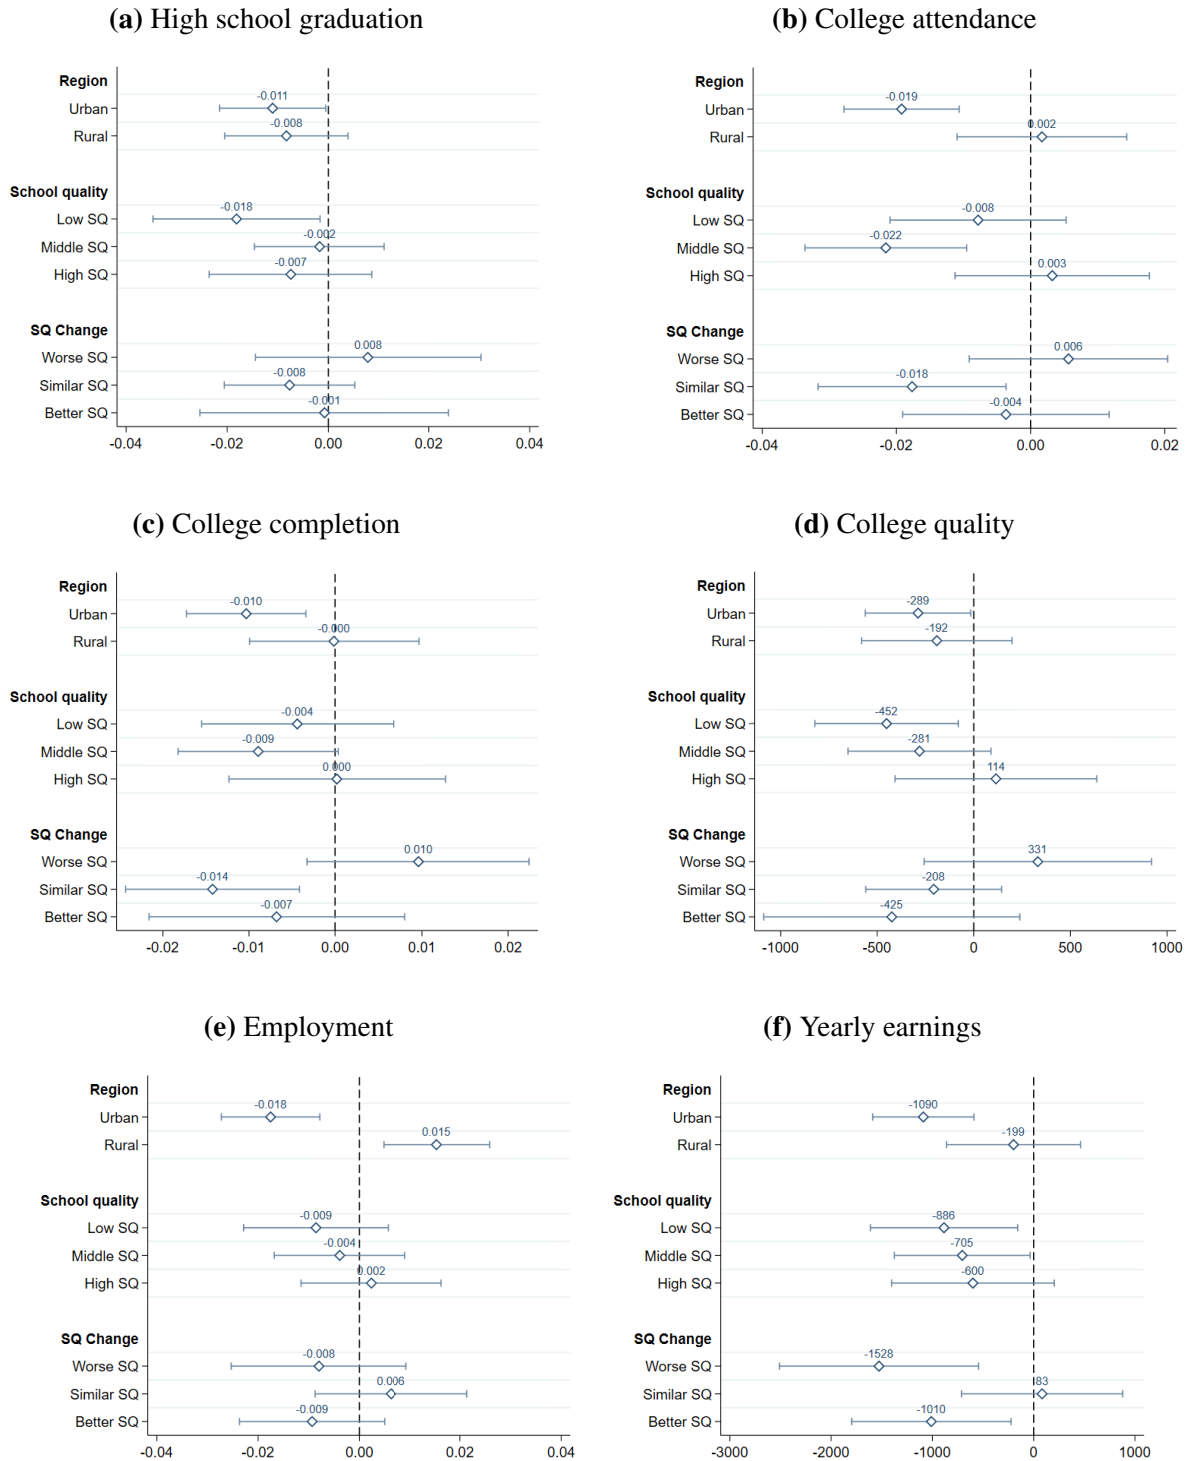 (a) High school graduation
Region
-0.011
Urban
-0.008
Rural
School quality
-0.018
Low SQ
-0.002
Middle SQ
-0.007
High SQ
SQ Change
0.008
Worse SQ
-0.008
Similar SQ
-0.001
Better SQ
-0.04 -0.02 0.00 0.02 0.04
(b) College attendance
Region
-0.019
Urban
0.002
Rural
School quality
-0.008
Low SQ
-0.022
Middle SQ
0.003
High SQ
SQ Change
0.006
Worse SQ
-0.018
Similar SQ
-0.004
Better SQ
-0.04 -0.02 0.00 0.02
(c) College completion
Region
-0.010
Urban
-0.000
Rural
School quality
-0.004
Low SQ
-0.009
Middle SQ
0.000
High SQ
SQ Change
0.010
Worse SQ
-0.014
Similar SQ
-0.007
Better SQ
-0.02 -0.01 0.00 0.01 0.02
(d) College quality
Region
-289
Urban
-192
Rural
School quality
-452
Low SQ
-281
Middle SQ
114
High SQ
SQ Change
331
Worse SQ
-208
Similar SQ
-425
Better SQ
-1000 -500 0 500 1000
(e) Employment
Region
-0.018
Urban
0.015
Rural
School quality
-0.009
Low SQ
-0.004
Middle SQ
0.002
High SQ
SQ Change
-0.008
Worse SQ
0.006
Similar SQ
-0.009
Better SQ
-0.04 -0.02 0.00 0.02 0.04
(f) Yearly earnings
Region
-1090
Urban
-199
Rural
School quality
-886
Low SQ
-705
Middle SQ
-600
High SQ
SQ Change
-1528
Worse SQ
83
Similar SQ
-1010
Better SQ
-3000 -2000 -1000 0 1000